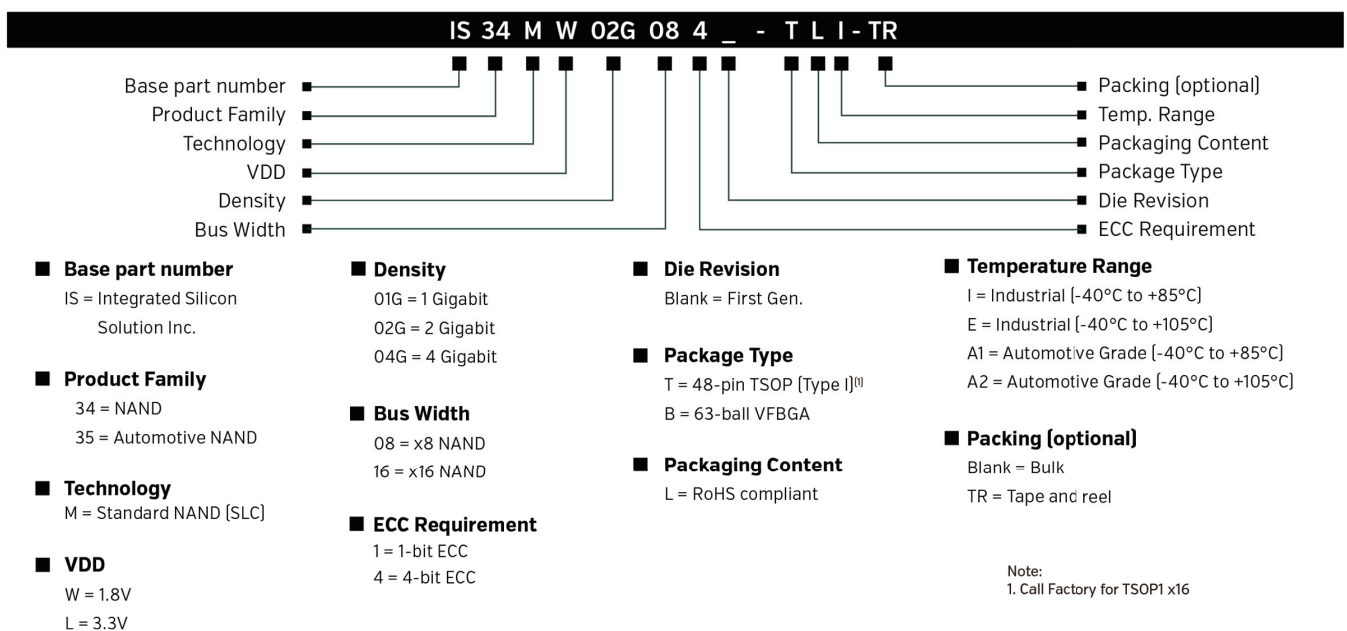 IS 34 M W 02G 08 4 _ - T L I - TR
Base part number
Product Family
Technology
VDD
Density
Bus Width
Packing (optional)
Temp. Range
Packaging Content
Package Type
Die Revision
ECC Requirement
Base part number
IS = Integrated Silicon
Solution Inc.
Product Family
34 = NAND
35 = Automotive NAND
Technology
M = Standard NAND (SLC)
VDD
W = 1.8V
L = 3.3V
Density
01G = 1 Gigabit
02G = 2 Gigabit
04G = 4 Gigabit
Bus Width
08 = x8 NAND
16 = x16 NAND
ECC Requirement
1 = 1-bit ECC
4 = 4-bit ECC
Die Revision
Blank = First Gen.
Package Type
T = 48-pin TSOP (Type I)(1)
B = 63-ball VFBGA
Packaging Content
L = RoHS compliant
Temperature Range
I = Industrial (-40°C to +85°C)
E = Industrial (-40°C to +105°C)
A1 = Automotive Grade (-40°C to +85°C)
A2 = Automotive Grade (-40°C to +105°C)
Packing (optional)
Blank = Bulk
TR = Tape and reel
Note:
1. Call Factory for TSOP1 x16